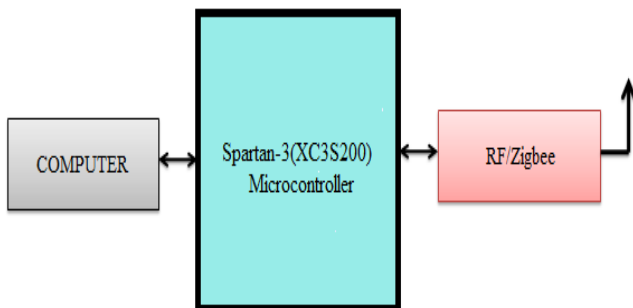 COMPUTER
Spartan-3(XC3S200)
Microcontroller
RF/Zigbee